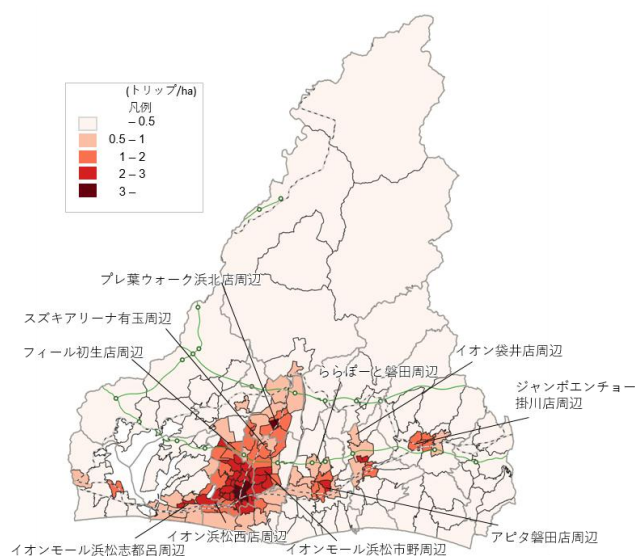 (トリップ/ha)
凡例
– 0.5
0.5 – 1
1 – 2
2 – 3
3 –
プレ葉ウォーク浜北店周辺
スズキアリーナ有玉周辺
フィール初生店周辺
ららぽーと磐田周辺
イオン袋井店周辺
ジャンボエンチョー
掛川店周辺
イオンモール浜松志都呂周辺
イオン浜松西店周辺
イオンモール浜松市野周辺
アピタ磐田店周辺